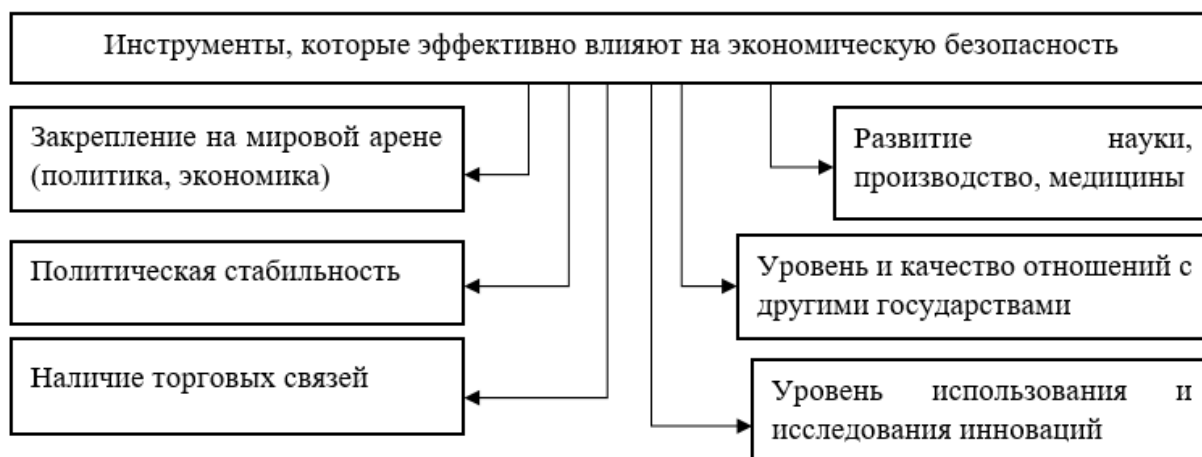 Инструменты, которые эффективно влияют на экономическую безопасность
Закрепление на мировой арене
(политика, экономика)
Политическая стабильность
Наличие торговых связей
Развитие науки,
производство, медицины
Уровень и качество отношений с
другими государствами
Уровень использования и
исследования инноваций